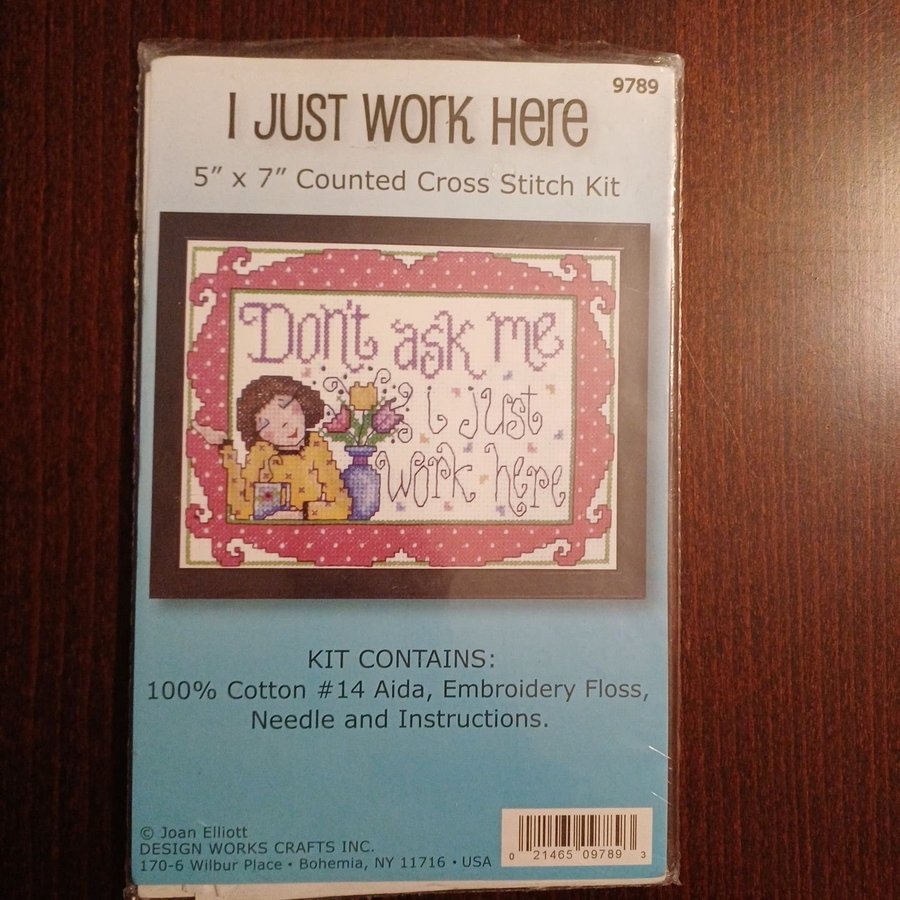 9789
I JUST WORK HERE
5” x 7” Counted Cross Stitch Kit
Don't ask me
i just
work here
KIT CONTAINS:
100% Cotton #14 Aida, Embroidery Floss,
Needle and Instructions.
© Joan Elliott
DESIGN WORKS CRAFTS INC.
170-6 Wilbur Place • Bohemia, NY 11716 • USA
0 21465 09789 3